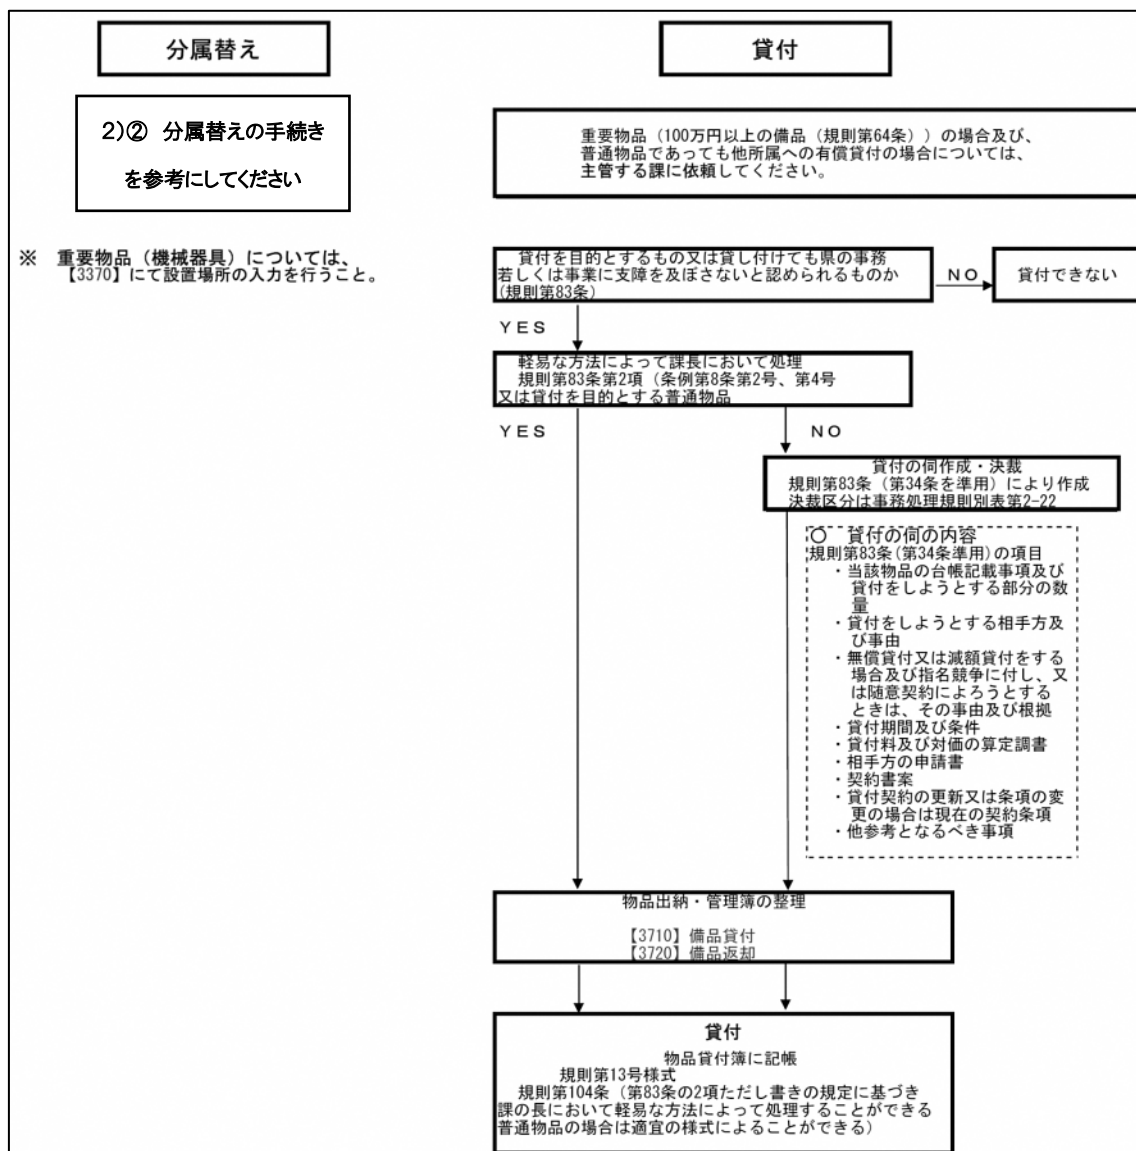 分属替え
2)② 分属替えの手続き
を参考にしてください
※ 重要物品（機械器具）については、
【3370】にて設置場所の入力を行うこと。
貸付
重要物品（100万円以上の備品（規則第64条））の場合及び、
普通物品であっても他所属への有償貸付の場合については、
主管する課に依頼してください。
貸付を目的とするもの又は貸し付けても県の事務
若しくは事業に支障を及ぼさないと認められるものか
(規則第83条)
NO
貸付できない
YES
軽易な方法によって課長において処理
規則第83条第2項（条例第8条第2号、第4号
又は貸付を目的とする普通物品
YES
NO
貸付の伺作成・決裁
規則第83条（第34条を準用）により作成
決裁区分は事務処理規則別表第2-22
○ 貸付の伺の内容
規則第83条(第34条準用)の項目
・当該物品の台帳記載事項及び
貸付をしようとする部分の数
量
・貸付をしようとする相手方及
び事由
・無償貸付又は減額貸付をする
場合及び指名競争に付し、又
は随意契約によろうとする
ときは、その事由及び根拠
・貸付期間及び条件
・貸付料及び対価の算定調書
・相手方の申請書
・契約書案
・貸付契約の更新又は条項の変
更の場合は現在の契約条項
・他参考となるべき事項
物品出納・管理簿の整理
【3710】備品貸付
【3720】備品返却
貸付
物品貸付簿に記帳
規則第13号様式
規則第104条（第83条の2項ただし書きの規定に基づき
課の長において軽易な方法によって処理することができる
普通物品の場合は適宜の様式によることができる）